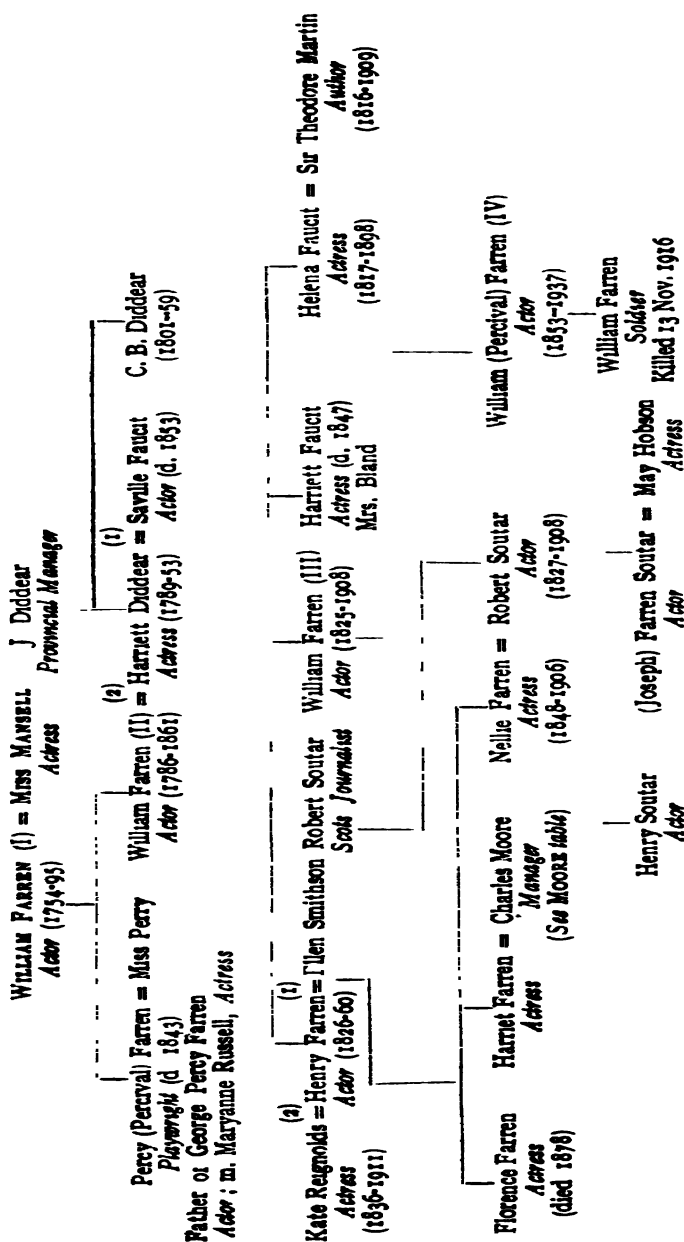 WILLIAM FARREN (I) = MISS MANSELL
Actor (1754-95)
Actress
J Diddear
Provincial Manager
Percy (Percival) Farren = Miss Perry
Playwright (d 1843)
Father of George Percy Farren
Actor ; m. Maryanne Russell, Actress
(2)
William Farren (II) = Harriett Diddear = Saville Faucit
(1)
Actor (1786-1861)
Actress (1789-53)
Actor (d. 1853)
C. B. Diddear
(1801-59)
(2)
(1)
Kate Reignolds = Henry Farren = Ellen Smithson
Actress
(1836-1911)
Actor (1826-60)
Robert Soutar
Scots Journalist
William Farren (III)
Actor (1825-1908)
Harriett Faucit
Actress (d. 1847)
Mrs. Bland
Helena Faucit = Sir Theodore Martin
Actress
(1817-1898)
Author
(1816-1909)
Florence Farren
Actress
(died 1878)
Harriet Farren = Charles Moore
Actress
Manager
(See MOORE table)
Nellie Farren = Robert Soutar
Actress
(1848-1906)
Actor
(1827-1908)
William (Percival) Farren (IV)
Actor
(1853-1937)
Henry Soutar
Actor
(Joseph) Farren Soutar = May Hobson
Actor
Actress
William Farren
Soldier
Killed 13 Nov. 1916